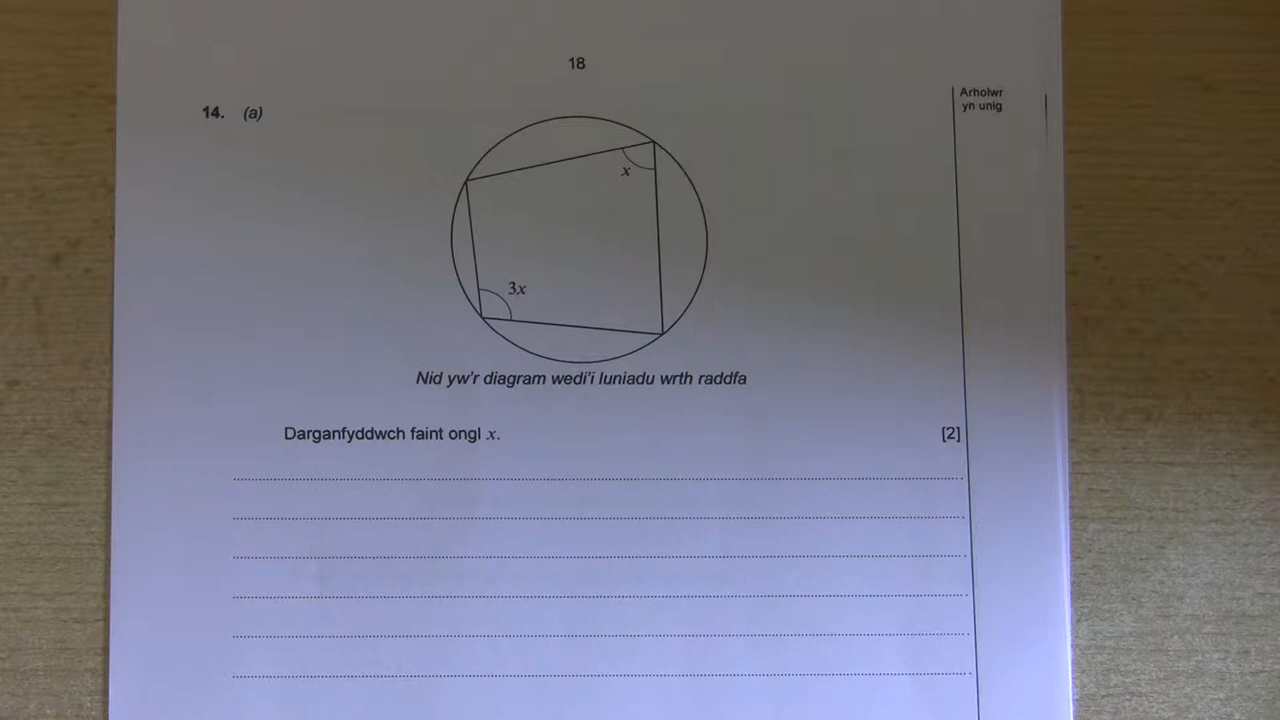 18
Arholwr
yn unig
14. (a)
x
3x
Nid yw'r diagram wedi'i luniadu wrth raddfa
Darganfyddwch faint ongl x.
[2]